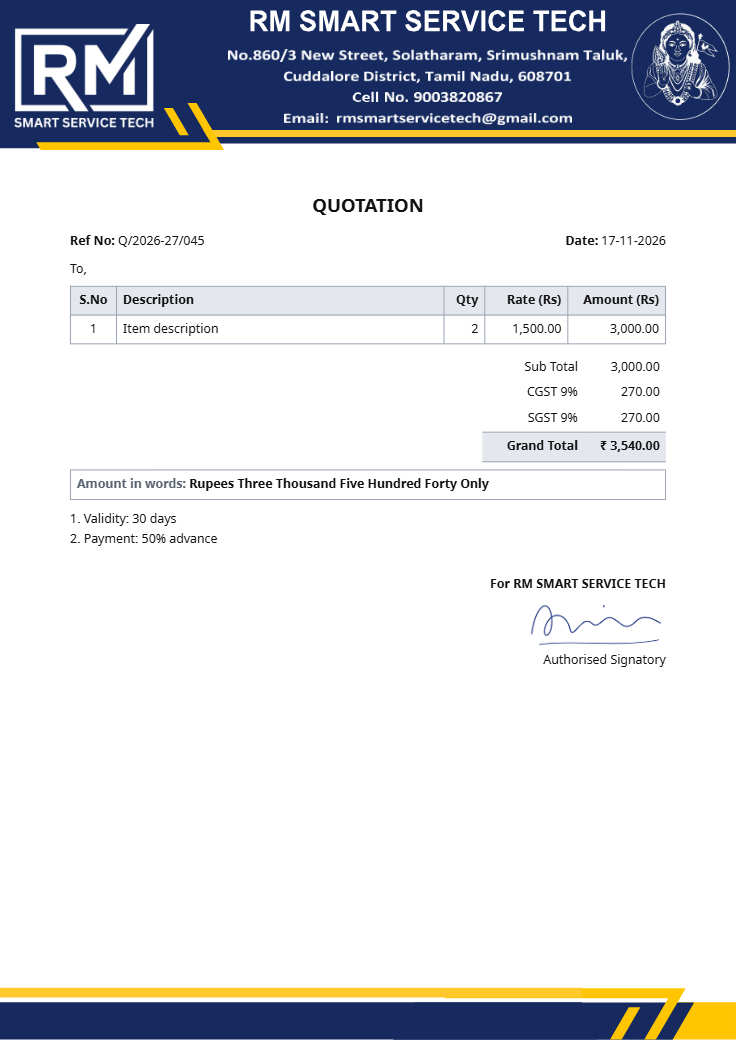 RM SMART SERVICE TECH
No.860/3 New Street, Solatharam, Srimushnam Taluk,
Cuddalore District, Tamil Nadu, 608701
Cell No. 9003820867
Email: rmsmartservicetech@gmail.com
RM
SMART SERVICE TECH
QUOTATION
Ref No: Q/2026-27/045 Date: 17-11-2026
To,
S.No Description Qty Rate (Rs) Amount (Rs)
1 Item description 2 1,500.00 3,000.00
Sub Total 3,000.00
CGST 9% 270.00
SGST 9% 270.00
Grand Total ₹ 3,540.00
Amount in words: Rupees Three Thousand Five Hundred Forty Only
1. Validity: 30 days
2. Payment: 50% advance
For RM SMART SERVICE TECH
Authorised Signatory